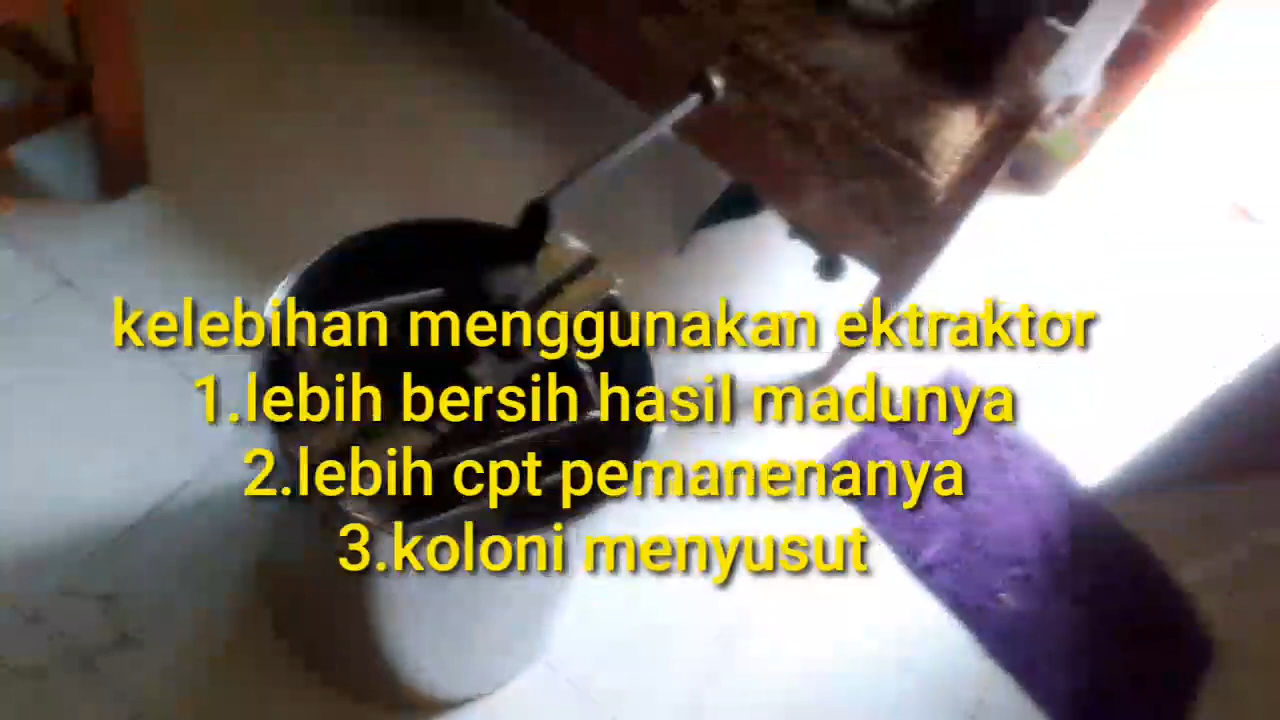 kelebihan menggunakan ektraktor
1.lebih bersih hasil madunya
2.lebih cpt pemanenanya
3.koloni menyusut